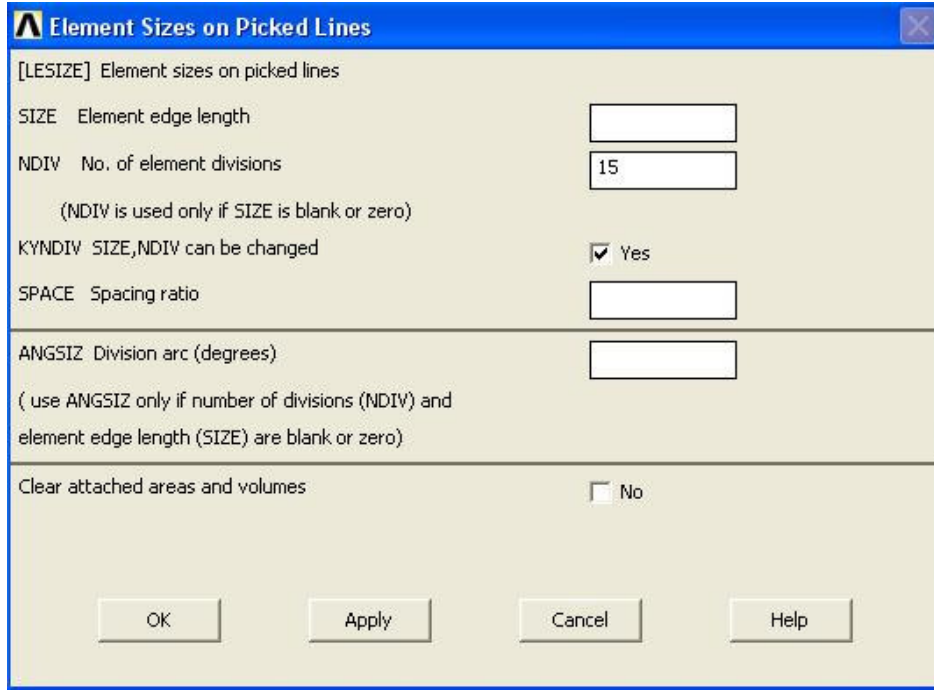 Element Sizes on Picked Lines
[LESIZE] Element sizes on picked lines
SIZE Element edge length
NDIV No. of element divisions 15
(NDIV is used only if SIZE is blank or zero)
KYNDIV SIZE,NDIV can be changed Yes
SPACE Spacing ratio
ANGSIZ Division arc (degrees)
( use ANGSIZ only if number of divisions (NDIV) and
element edge length (SIZE) are blank or zero)
Clear attached areas and volumes No
OK Apply Cancel Help